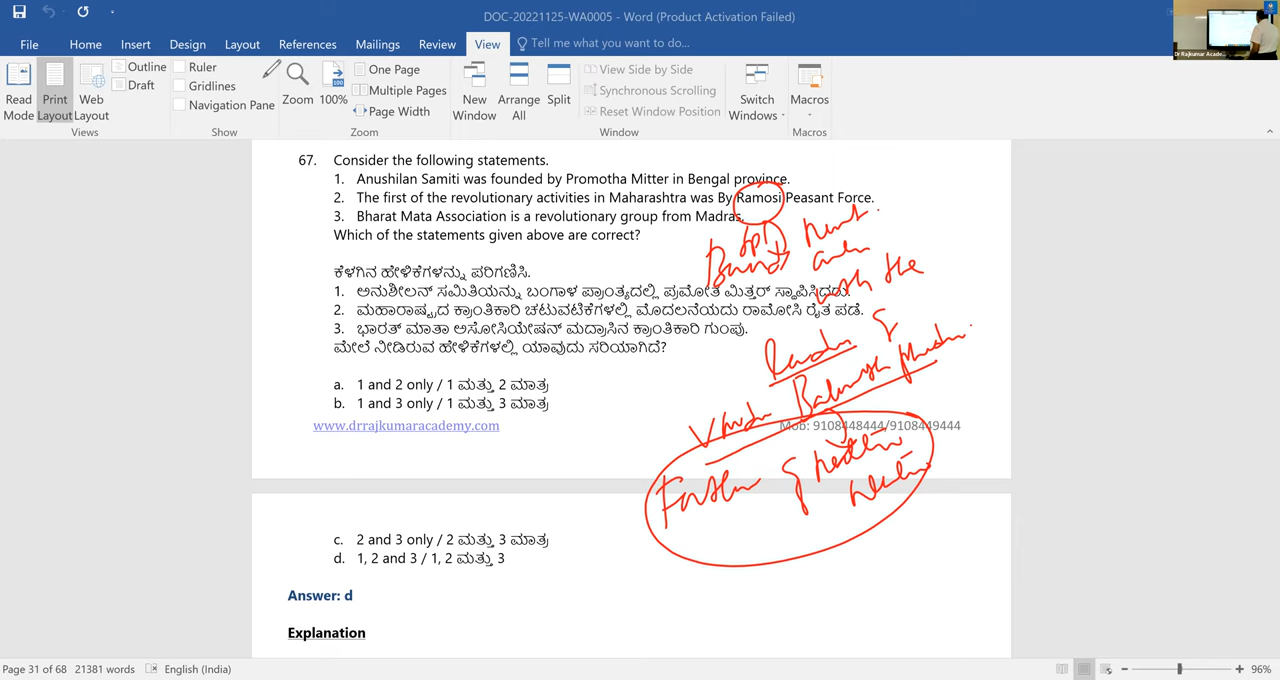 DOC-20221125-WA0005 - Word (Product Activation Failed)
Dr Rajkumar Acade...
File Home Insert Design Layout References Mailings Review View Tell me what you want to do...
Read Mode Print Layout Web Layout Outline Draft
Views
Ruler Gridlines Navigation Pane
Show
Zoom 100% One Page Multiple Pages Page Width
Zoom
New Window Arrange All Split View Side by Side Synchronous Scrolling Reset Window Position Switch Windows
Window
Macros
Macros
67. Consider the following statements.
1. Anushilan Samiti was founded by Promotha Mitter in Bengal province.
2. The first of the revolutionary activities in Maharashtra was By Ramosi Peasant Force.
3. Bharat Mata Association is a revolutionary group from Madras.
Which of the statements given above are correct?
ಕೆಳಗಿನ ಹೇಳಿಕೆಗಳನ್ನು ಪರಿಗಣಿಸಿ.
1. ಅನುಶೀಲನ್ ಸಮಿತಿಯನ್ನು ಬಂಗಾಳ ಪ್ರಾಂತ್ಯದಲ್ಲಿ ಪ್ರಮೋತ ಮಿತ್ತರ್ ಸ್ಥಾಪಿಸಿದರು.
2. ಮಹಾರಾಷ್ಟ್ರದ ಕ್ರಾಂತಿಕಾರಿ ಚಟುವಟಿಕೆಗಳಲ್ಲಿ ಮೊದಲನೆಯದು ರಾಮೋಸಿ ರೈತ ಪಡೆ.
3. ಭಾರತ್ ಮಾತಾ ಅಸೋಸಿಯೇಷನ್ ಮದ್ರಾಸಿನ ಕ್ರಾಂತಿಕಾರಿ ಗುಂಪು.
ಮೇಲೆ ನೀಡಿರುವ ಹೇಳಿಕೆಗಳಲ್ಲಿ ಯಾವುದು ಸರಿಯಾಗಿದೆ?
a. 1 and 2 only / 1 ಮತ್ತು 2 ಮಾತ್ರ
b. 1 and 3 only / 1 ಮತ್ತು 3 ಮಾತ್ರ
www.drrajkumaracademy.com Mob: 9108448444/9108449444
with the
c. 2 and 3 only / 2 ಮತ್ತು 3 ಮಾತ್ರ
d. 1, 2 and 3 / 1, 2 ಮತ್ತು 3
Answer: d
Explanation
Page 31 of 68 21381 words English (India) 96%